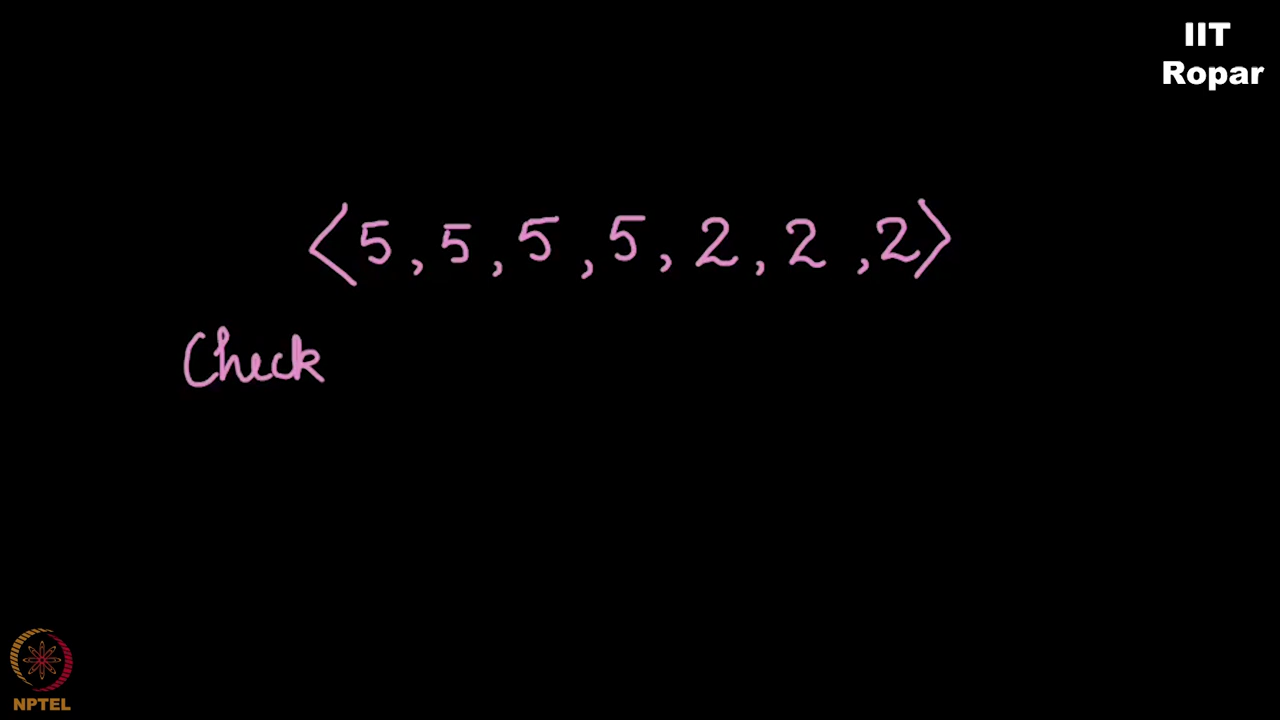 IIT
Ropar
<5, 5, 5, 5, 2, 2, 2>
Check
NPTEL